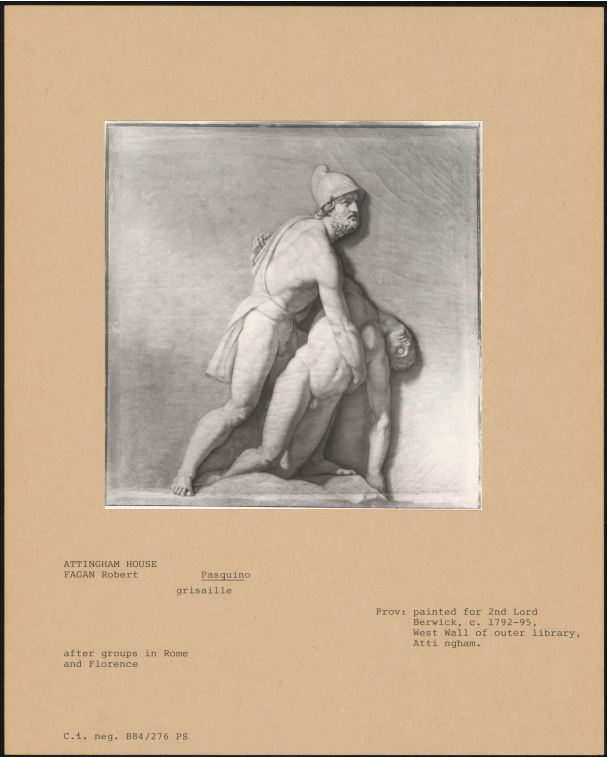 ATTINGHAM HOUSE
FAGAN Robert Pasquino
grisaille
Prov: painted for 2nd Lord
Berwick, c. 1792-95,
West Wall of outer library,
Atti ngham.
after groups in Rome
and Florence
C.i. neg. B84/276 PS